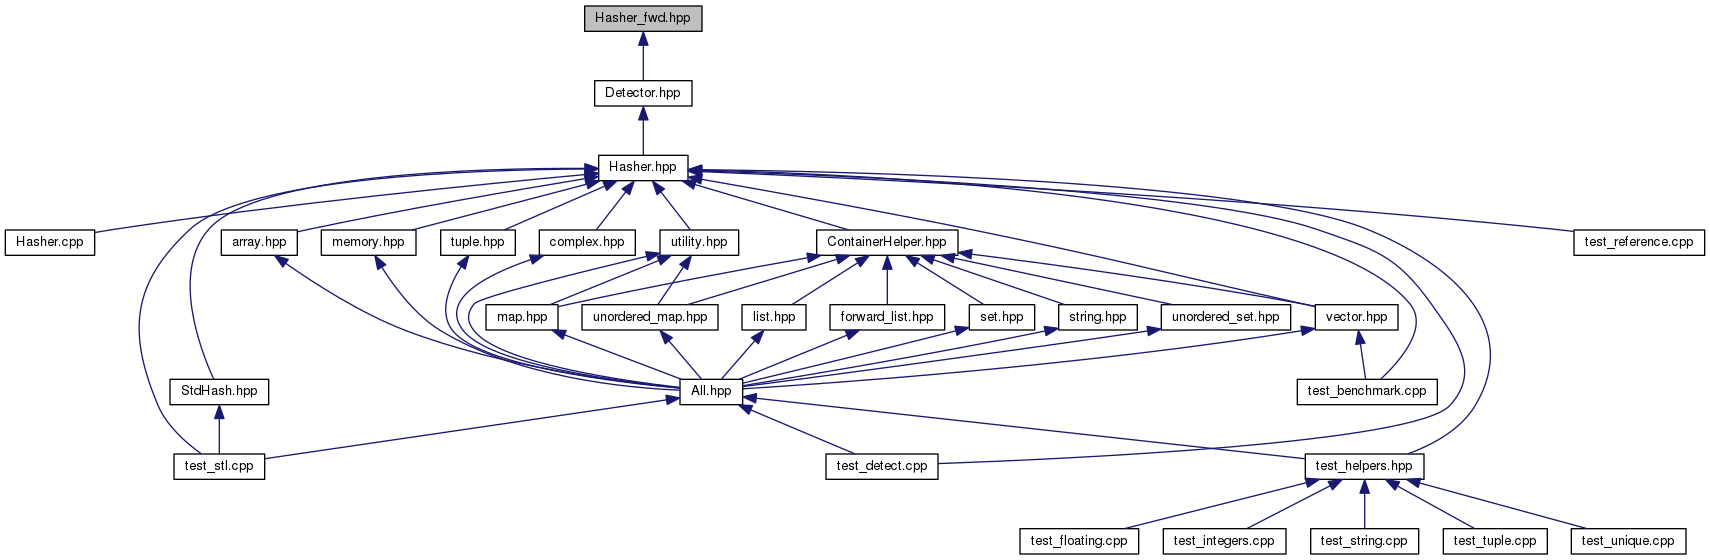 Hasher_fwd.hpp
Detector.hpp
Hasher.hpp
Hasher.cpp
array.hpp
memory.hpp
tuple.hpp
complex.hpp
utility.hpp
ContainerHelper.hpp
test_reference.cpp
map.hpp
unordered_map.hpp
list.hpp
forward_list.hpp
set.hpp
string.hpp
unordered_set.hpp
vector.hpp
StdHash.hpp
All.hpp
test_benchmark.cpp
test_stl.cpp
test_detect.cpp
test_helpers.hpp
test_floating.cpp
test_integers.cpp
test_string.cpp
test_tuple.cpp
test_unique.cpp